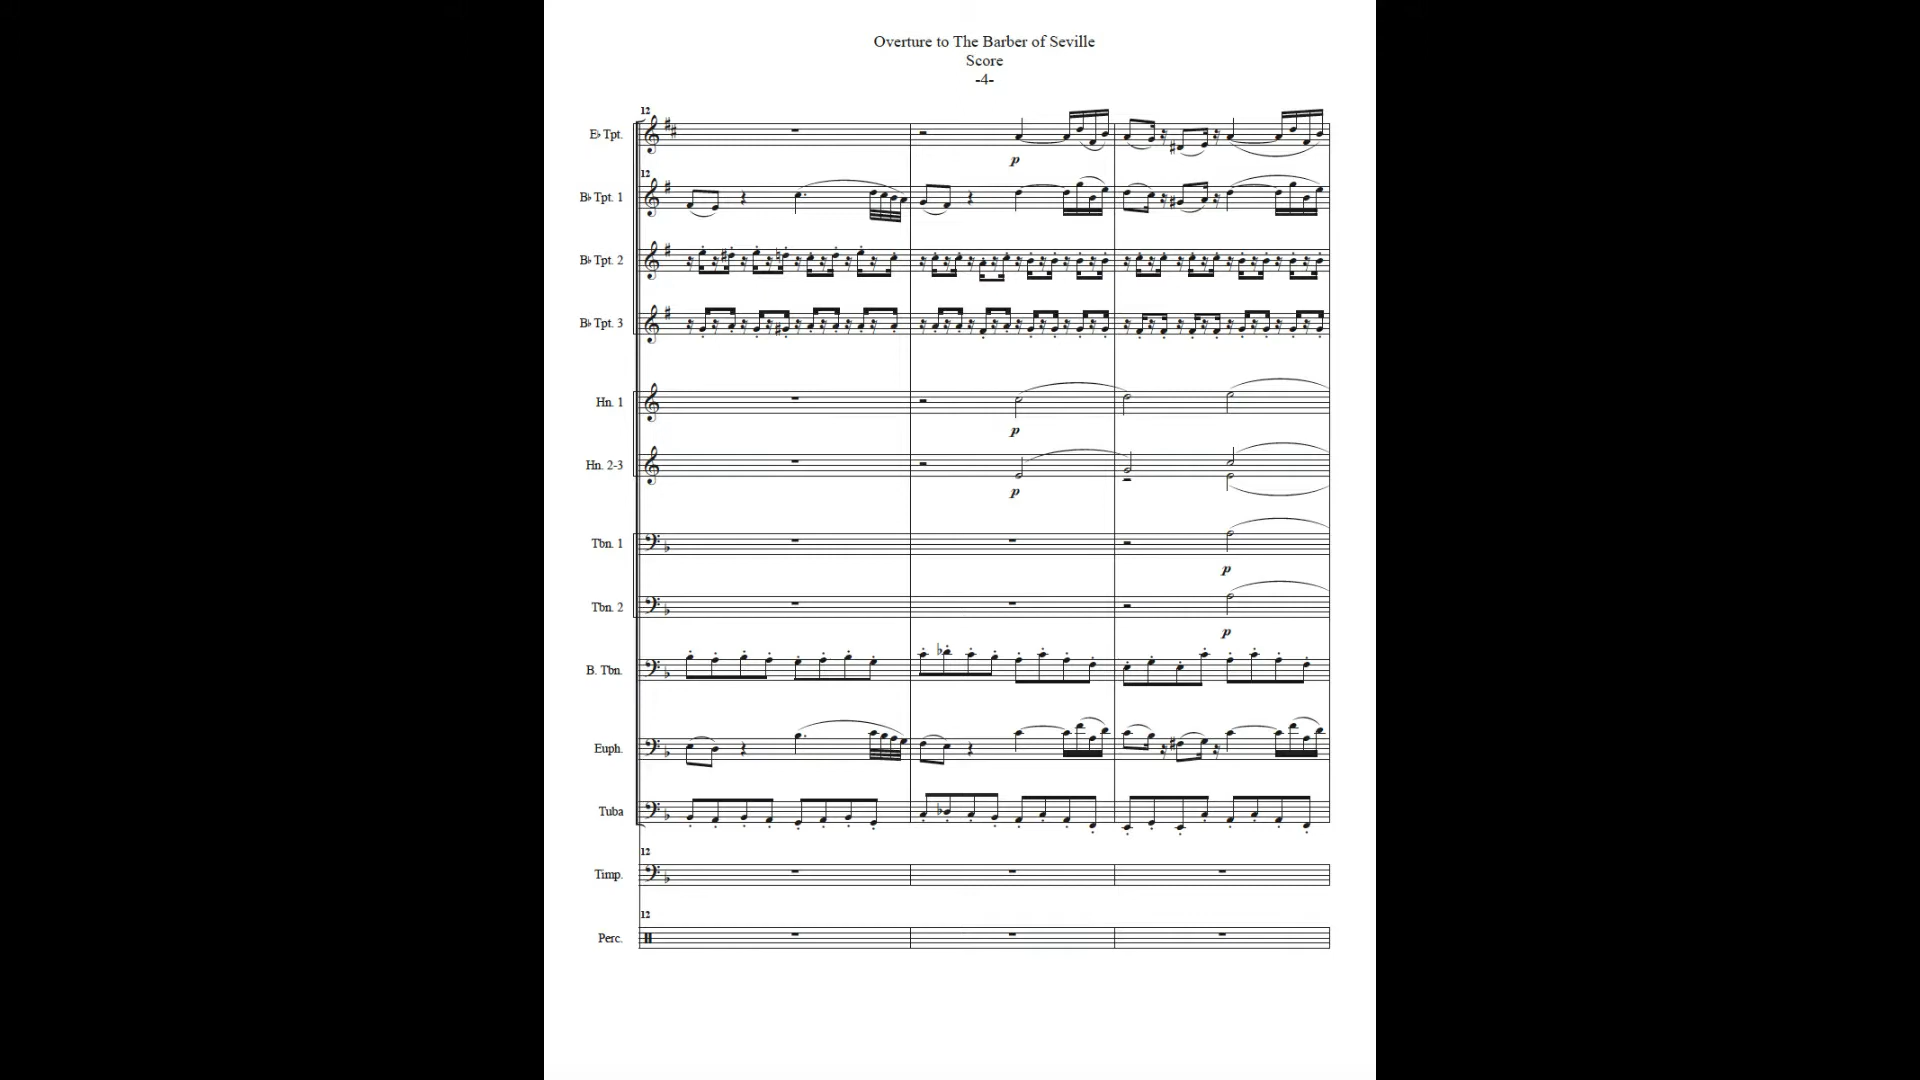 Overture to The Barber of Seville
Score
-4-
12
E♭ Tpt.
p
12
B♭ Tpt. 1
B♭ Tpt. 2
B♭ Tpt. 3
Hn. 1
p
Hn. 2-3
p
Tbn. 1
p
Tbn. 2
p
B. Tbn.
Euph.
Tuba
12
Timp.
12
Perc.